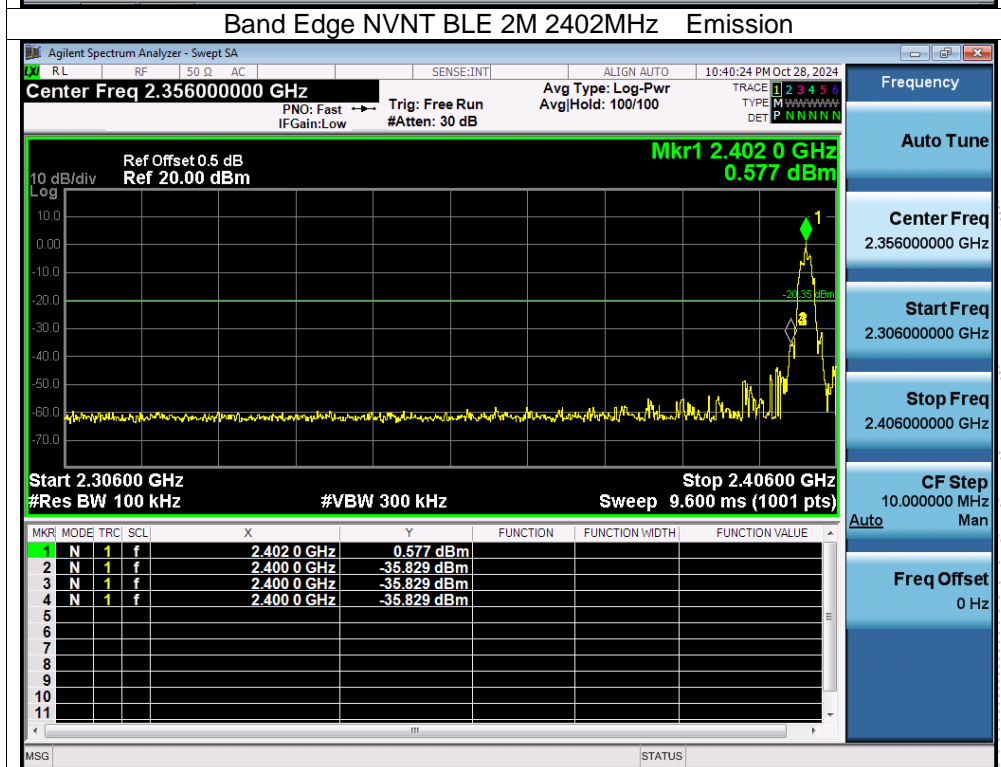 Band Edge NVNT BLE 2M 2402MHz Emission
Agilent Spectrum Analyzer - Swept SA
LXI RL RF 50 Ω AC SENSE:INT ALIGN AUTO 10:40:24 PM Oct 28, 2024
Center Freq 2.356000000 GHz
PNO: Fast
IFGain:Low
Trig: Free Run
#Atten: 30 dB
Avg Type: Log-Pwr
Avg|Hold: 100/100
TRACE 1 2 3 4 5 6
TYPE M WWWWW
DET P N N N N N
Mkr1 2.402 0 GHz
0.577 dBm
Ref Offset 0.5 dB
10 dB/div Ref 20.00 dBm
Log
10.0
0.00
-10.0
-20.0
-30.0
-40.0
-50.0
-60.0
-70.0
1
-20.35 dBm
Start 2.30600 GHz Stop 2.40600 GHz
#Res BW 100 kHz #VBW 300 kHz Sweep 9.600 ms (1001 pts)
MKR MODE TRC SCL X Y FUNCTION FUNCTION WIDTH FUNCTION VALUE
1 N 1 f 2.402 0 GHz 0.577 dBm
2 N 1 f 2.400 0 GHz -35.829 dBm
3 N 1 f 2.400 0 GHz -35.829 dBm
4 N 1 f 2.400 0 GHz -35.829 dBm
5
6
7
8
9
10
11
MSG STATUS
Frequency
Auto Tune
Center Freq
2.356000000 GHz
Start Freq
2.306000000 GHz
Stop Freq
2.406000000 GHz
CF Step
10.000000 MHz
Auto Man
Freq Offset
0 Hz